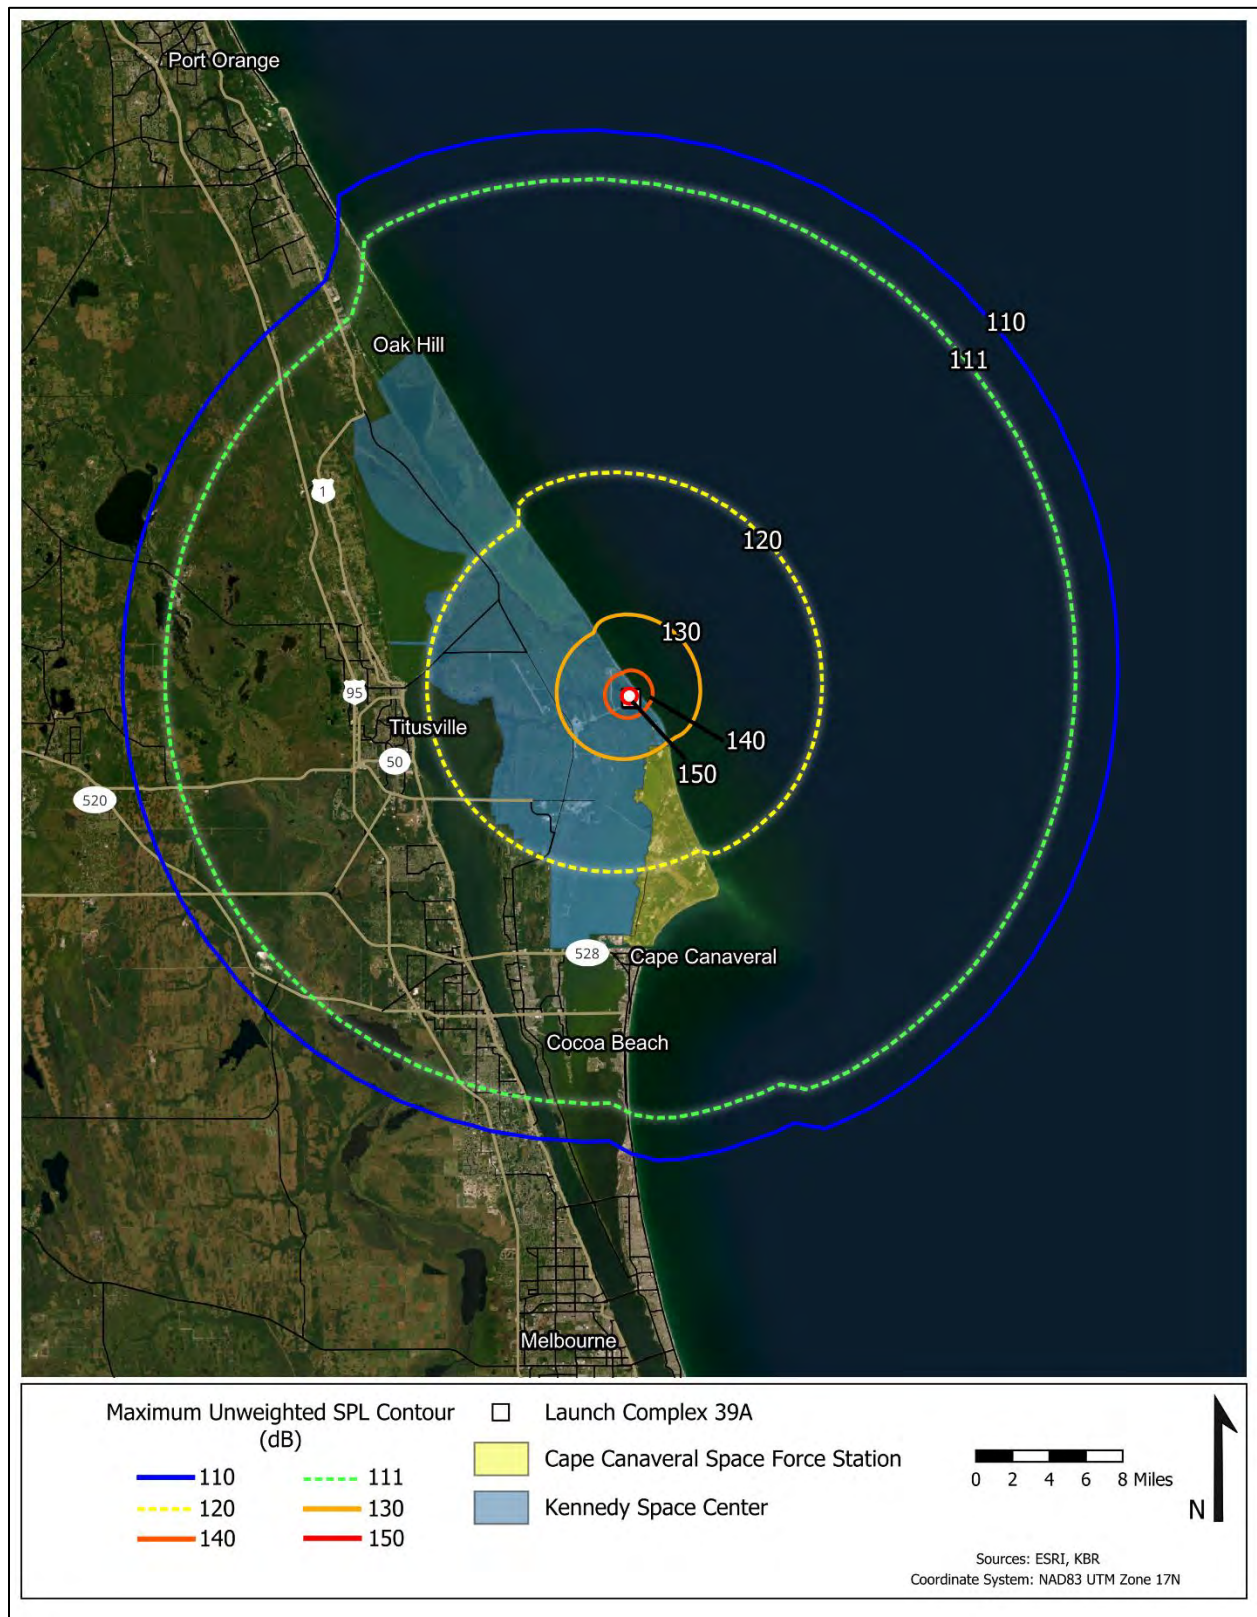 Port Orange
110
111
Oak Hill
1
120
130
95
Titusville
140
50
150
520
528
Cape Canaveral
Cocoa Beach
Melbourne
Maximum Unweighted SPL Contour
(dB)
110
111
120
130
140
150
Launch Complex 39A
Cape Canaveral Space Force Station
Kennedy Space Center
0 2 4 6 8 Miles
N
Sources: ESRI, KBR
Coordinate System: NAD83 UTM Zone 17N